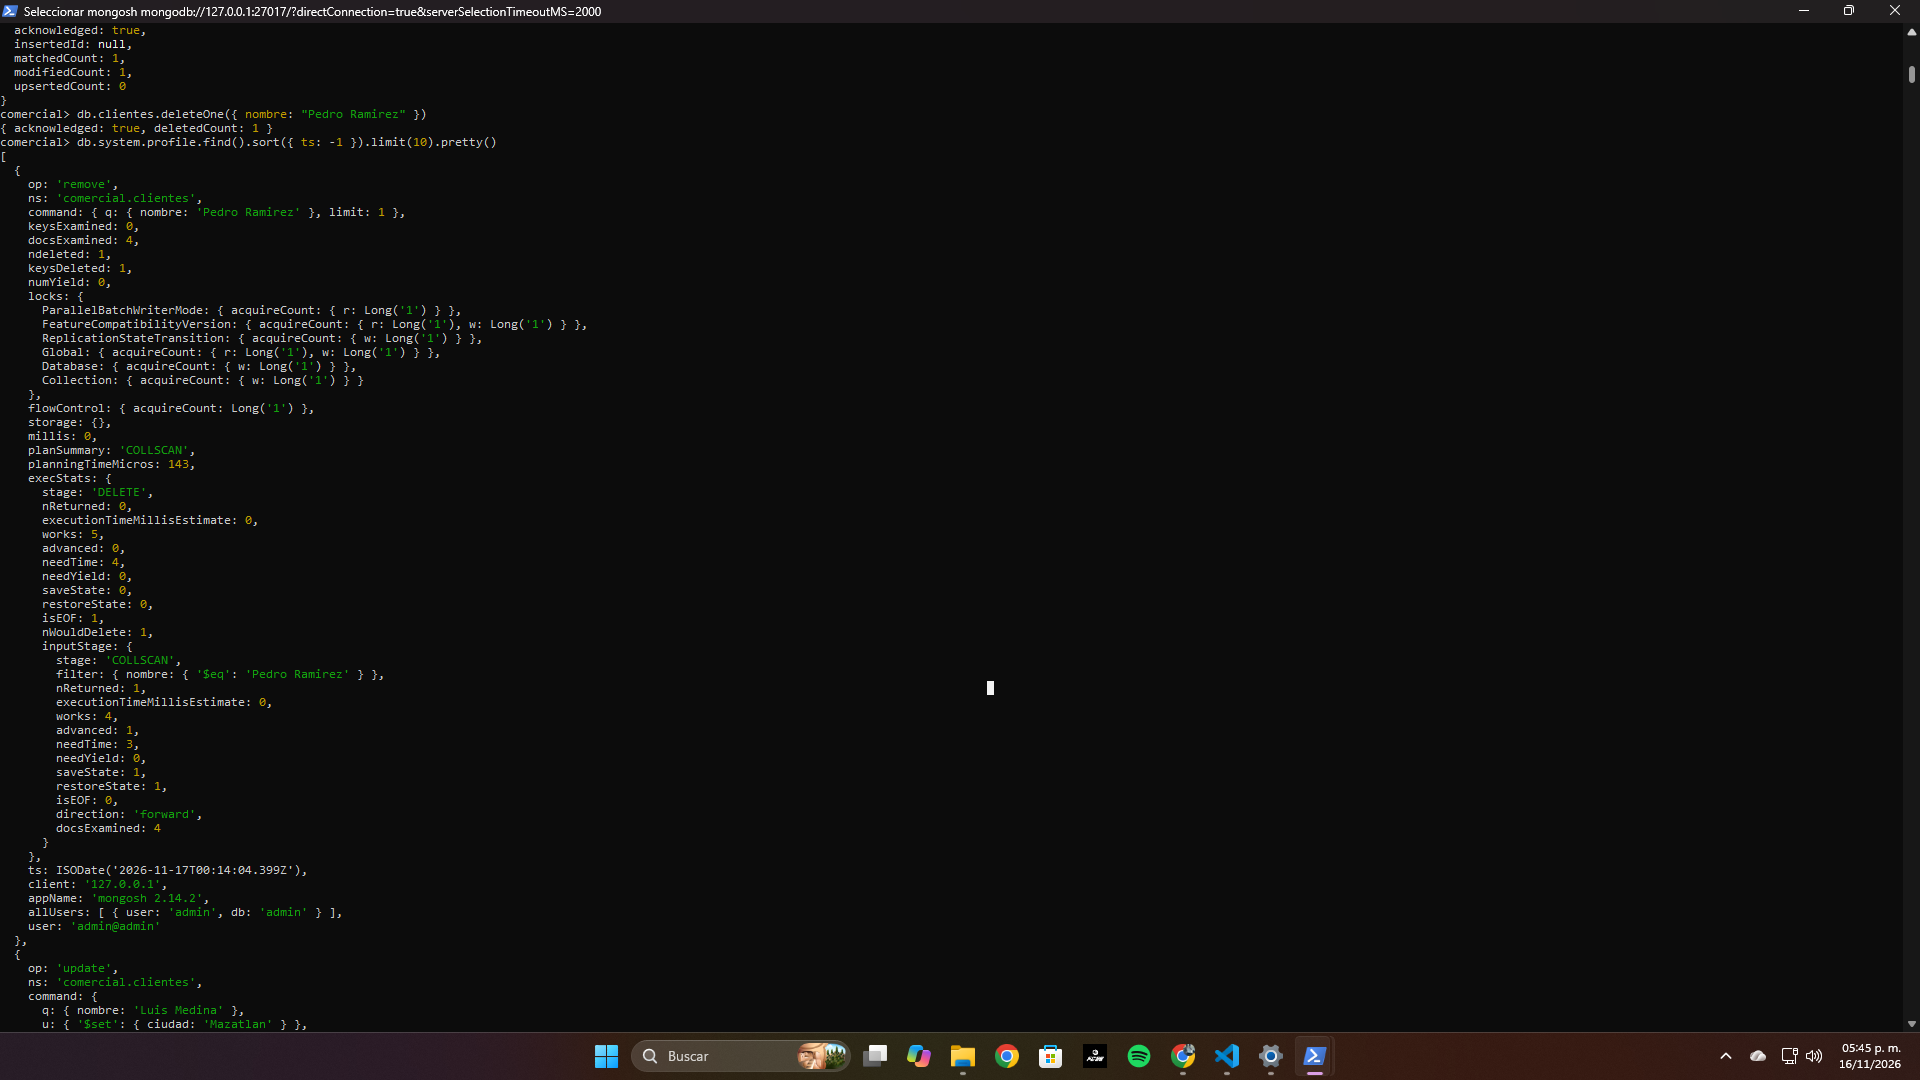 Seleccionar mongosh mongodb://127.0.0.1:27017/?directConnection=true&serverSelectionTimeoutMS=2000
  acknowledged: true,
  insertedId: null,
  matchedCount: 1,
  modifiedCount: 1,
  upsertedCount: 0
}
comercial> db.clientes.deleteOne({ nombre: "Pedro Ramirez" })
{ acknowledged: true, deletedCount: 1 }
comercial> db.system.profile.find().sort({ ts: -1 }).limit(10).pretty()
[
  {
    op: 'remove',
    ns: 'comercial.clientes',
    command: { q: { nombre: 'Pedro Ramirez' }, limit: 1 },
    keysExamined: 0,
    docsExamined: 4,
    ndeleted: 1,
    keysDeleted: 1,
    numYield: 0,
    locks: {
      ParallelBatchWriterMode: { acquireCount: { r: Long('1') } },
      FeatureCompatibilityVersion: { acquireCount: { r: Long('1'), w: Long('1') } },
      ReplicationStateTransition: { acquireCount: { w: Long('1') } },
      Global: { acquireCount: { r: Long('1'), w: Long('1') } },
      Database: { acquireCount: { w: Long('1') } },
      Collection: { acquireCount: { w: Long('1') } }
    },
    flowControl: { acquireCount: Long('1') },
    storage: {},
    millis: 0,
    planSummary: 'COLLSCAN',
    planningTimeMicros: 143,
    execStats: {
      stage: 'DELETE',
      nReturned: 0,
      executionTimeMillisEstimate: 0,
      works: 5,
      advanced: 0,
      needTime: 4,
      needYield: 0,
      saveState: 0,
      restoreState: 0,
      isEOF: 1,
      nWouldDelete: 1,
      inputStage: {
        stage: 'COLLSCAN',
        filter: { nombre: { '$eq': 'Pedro Ramirez' } },
        nReturned: 1,
        executionTimeMillisEstimate: 0,
        works: 4,
        advanced: 1,
        needTime: 3,
        needYield: 0,
        saveState: 1,
        restoreState: 1,
        isEOF: 0,
        direction: 'forward',
        docsExamined: 4
      }
    },
    ts: ISODate('2026-11-17T00:14:04.399Z'),
    client: '127.0.0.1',
    appName: 'mongosh 2.14.2',
    allUsers: [ { user: 'admin', db: 'admin' } ],
    user: 'admin@admin'
  },
  {
    op: 'update',
    ns: 'comercial.clientes',
    command: {
      q: { nombre: 'Luis Medina' },
      u: { '$set': { ciudad: 'Mazatlan' } },
Buscar
05:45 p. m.
16/11/2026